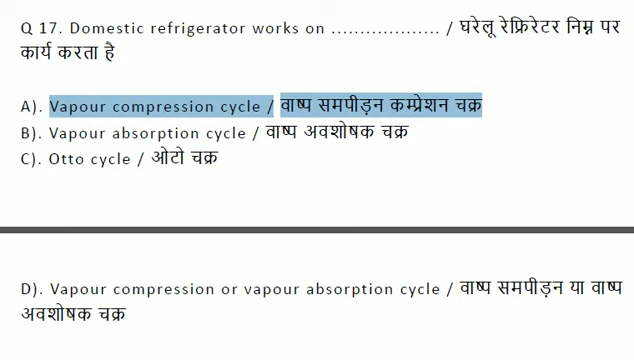 Q 17. Domestic refrigerator works on ................... / घरेलू रेफ्रिरेटर निम्न पर
कार्य करता है
A). Vapour compression cycle / वाष्प समपीड़न कम्प्रेशन चक्र
B). Vapour absorption cycle / वाष्प अवशोषक चक्र
C). Otto cycle / ओटो चक्र
D). Vapour compression or vapour absorption cycle / वाष्प समपीड़न या वाष्प
अवशोषक चक्र